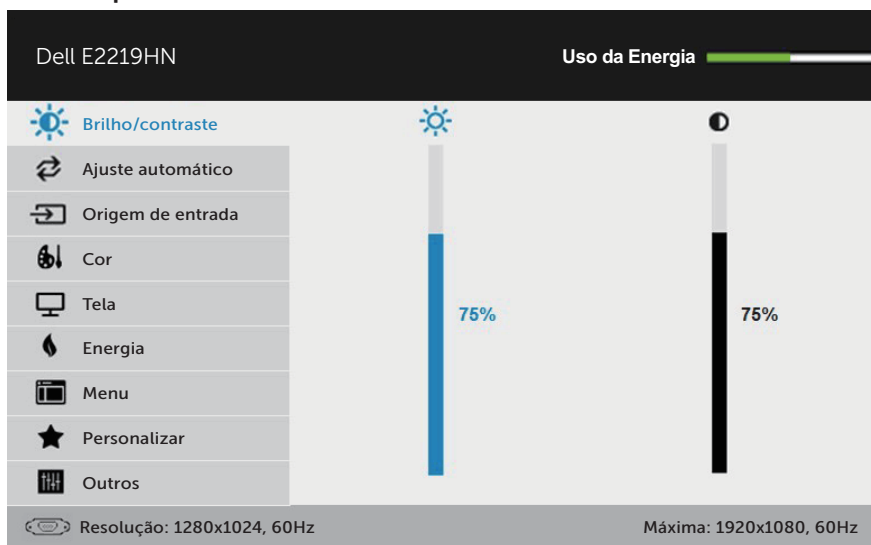 Dell E2219HN
Uso da Energia
Brilho/contraste
Ajuste automático
Origem de entrada
Cor
Tela
75%
75%
Energia
Menu
Personalizar
Outros
Resolução: 1280x1024, 60Hz
Máxima: 1920x1080, 60Hz